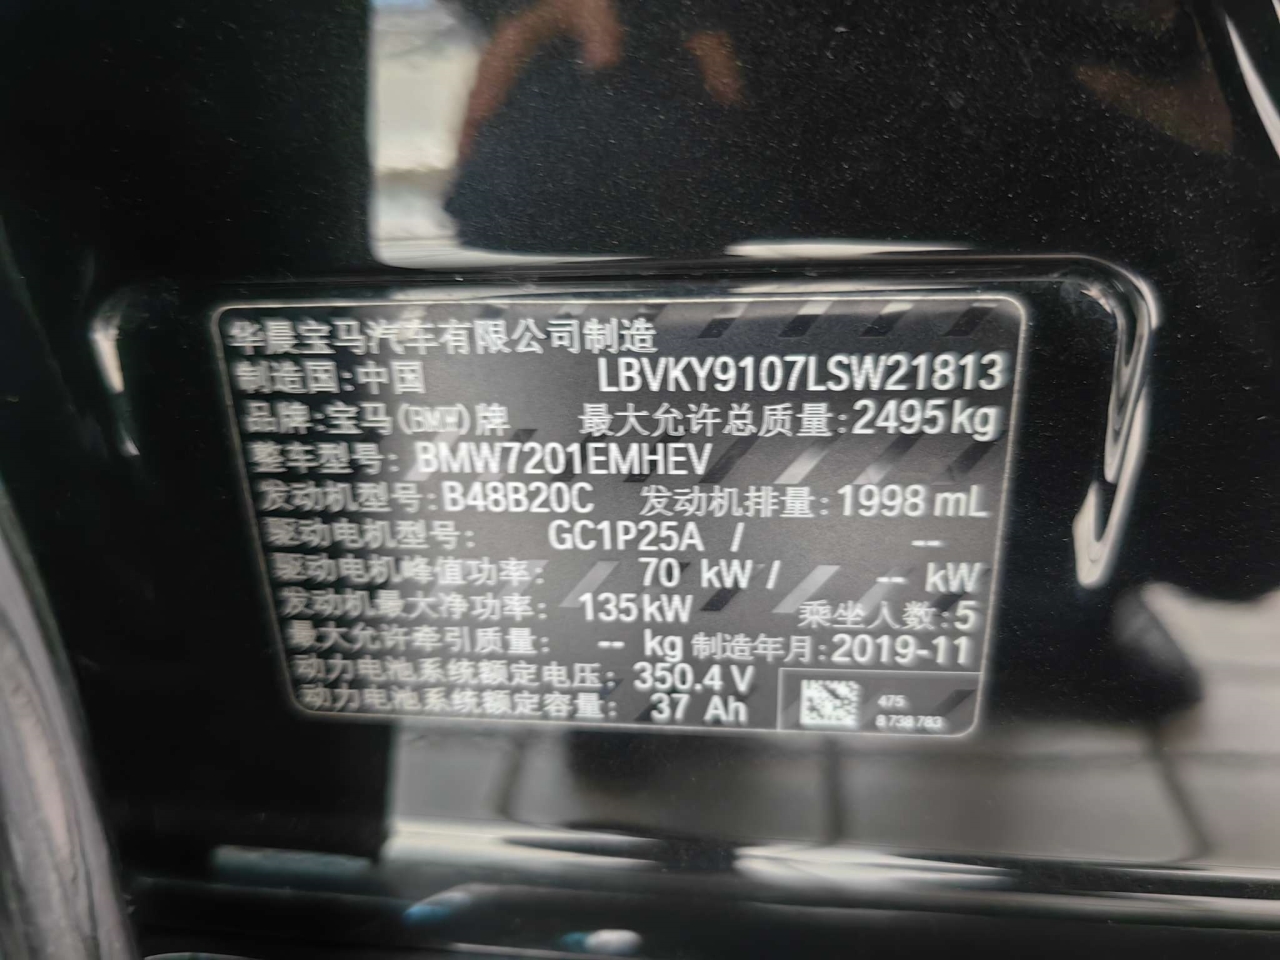 华晨宝马汽车有限公司制造
制造国:中国 LBVKY9107LSW21813
品牌:宝马(BMW)牌 最大允许总质量:2495kg
整车型号: BMW7201EMHEV
发动机型号:B48B20C 发动机排量:1998 mL
驱动电机型号: GC1P25A / --
驱动电机峰值功率: 70 kW / -- kW
发动机最大净功率: 135kW 乘坐人数:5
最大允许牵引质量: -- kg 制造年月:2019-11
动力电池系统额定电压: 350.4 V
动力电池系统额定容量: 37 Ah
475
8 738 783